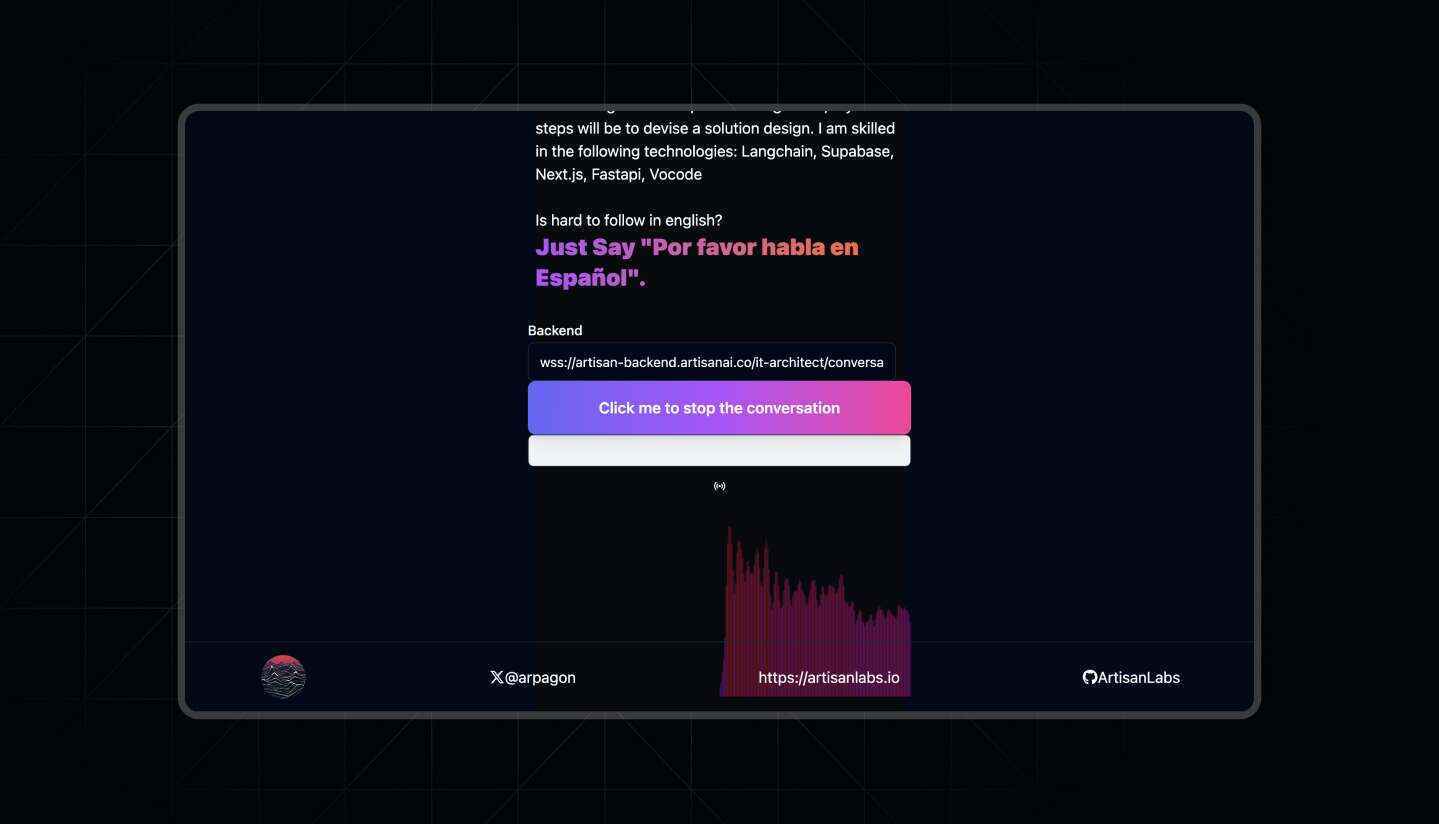 steps will be to devise a solution design. I am skilled
in the following technologies: Langchain, Supabase,
Next.js, Fastapi, Vocode
Is hard to follow in english?
Just Say "Por favor habla en
Español".
Backend
wss://artisan-backend.artisanai.co/it-architect/conversa
Click me to stop the conversation
𝕏@arpagon
https://artisanlabs.io
ArtisanLabs